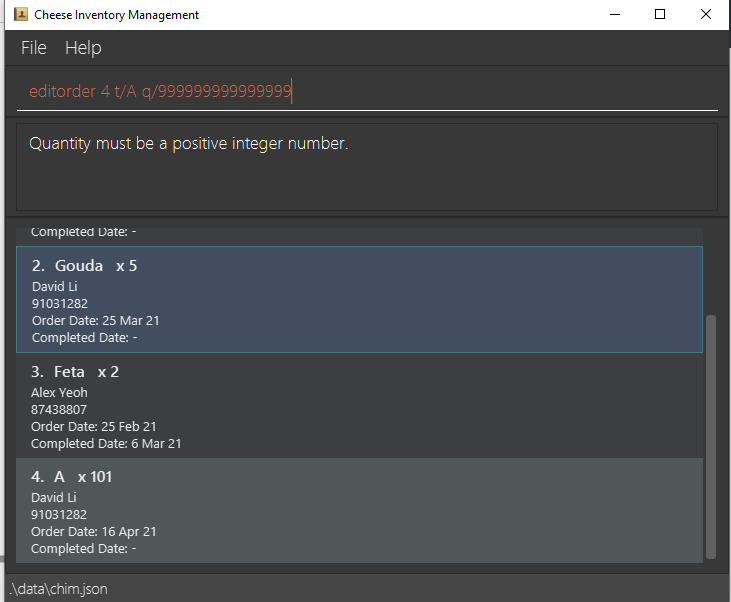 Cheese Inventory Management
File Help
editorder 4 t/A q/999999999999999
Quantity must be a positive integer number.
Completed Date: -
2. Gouda x 5
David Li
91031282
Order Date: 25 Mar 21
Completed Date: -
3. Feta x 2
Alex Yeoh
87438807
Order Date: 25 Feb 21
Completed Date: 6 Mar 21
4. A x 101
David Li
91031282
Order Date: 16 Apr 21
Completed Date: -
.\data\chim.json